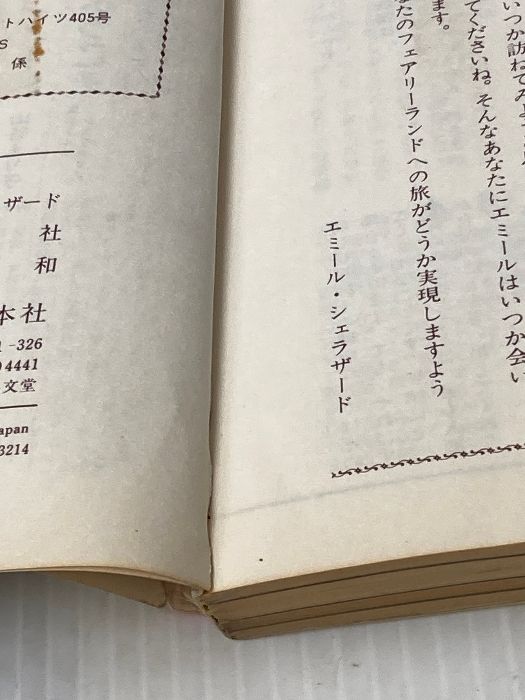 いつか訪ねてみよ
てくださいね。そんなあなたにエミールはいつか会い
ます。
なたのフェアリーランドへの旅がどうか実現しますよう
エミール・シェラザード
トハイツ405号
S
係
ザード
社
和
本社
-326
4441
文堂
apan
3214